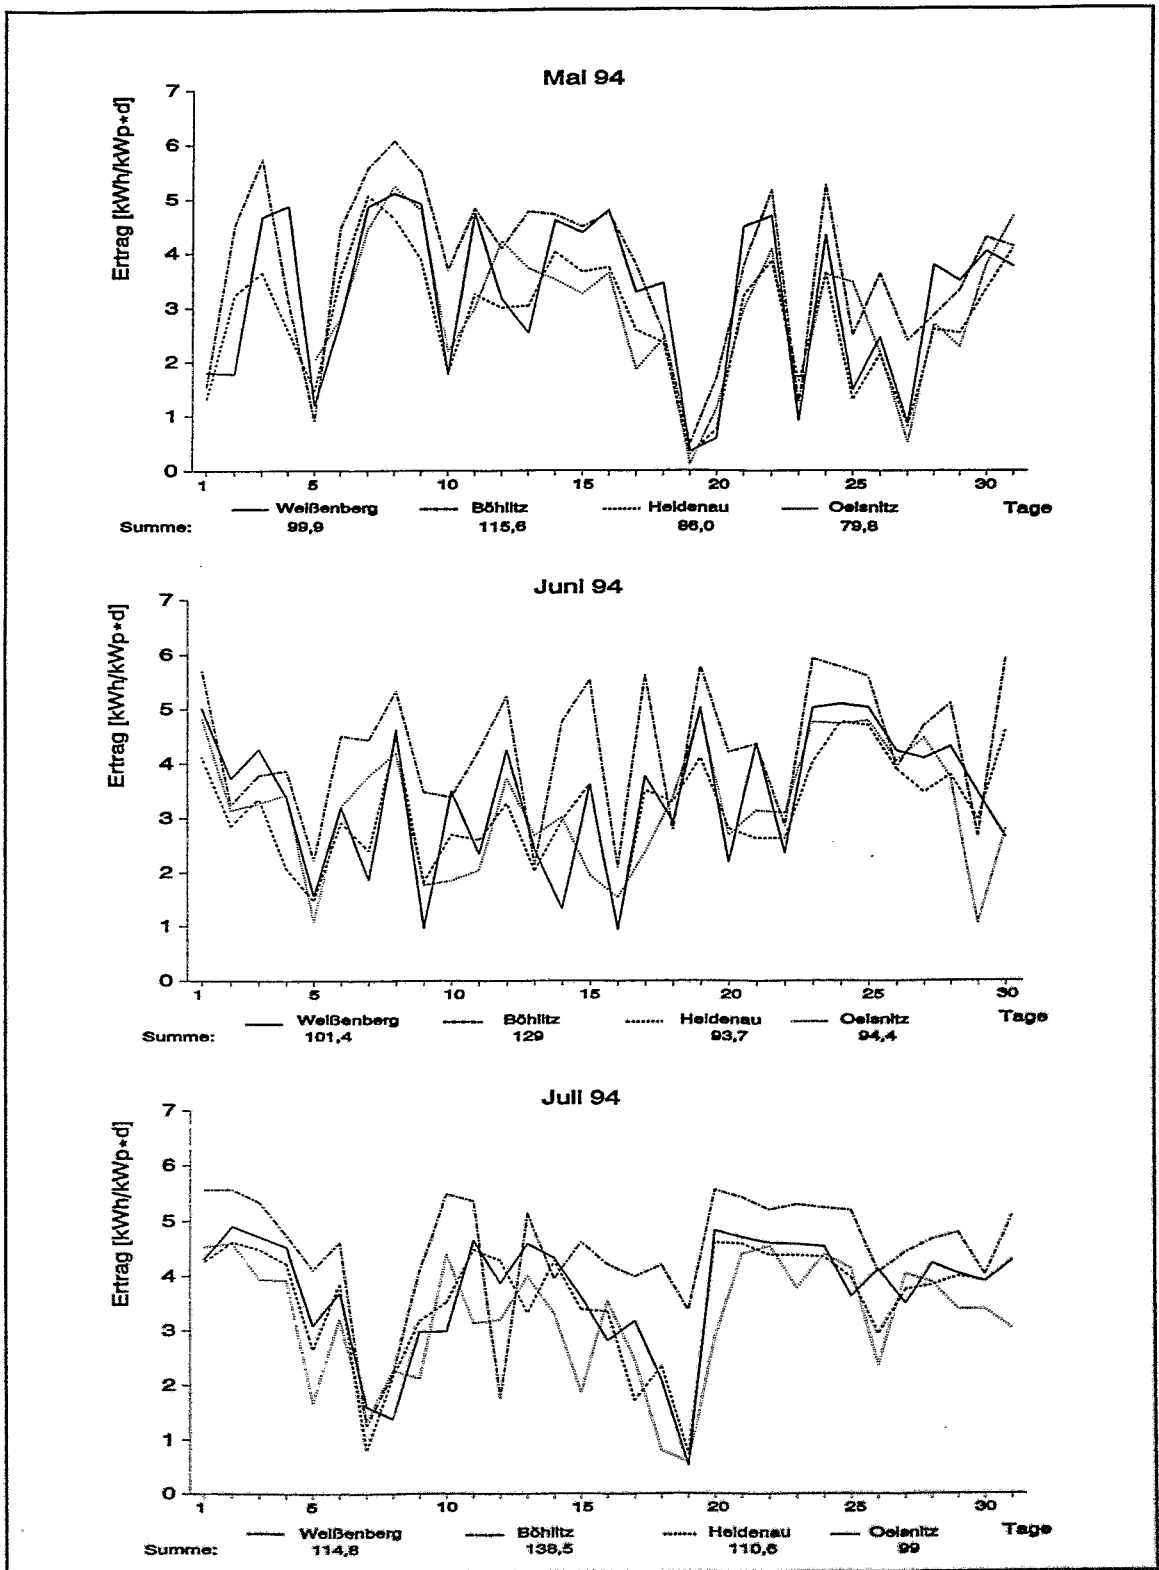 Mai 94
Ertrag [kWh/kWp*d]
7
6
5
4
3
2
1
0
1 5 10 15 20 25 30
Weißenberg Böhlitz Heidenau Oelsnitz Tage
Summe: 99,9 115,6 86,0 79,8
Juni 94
Ertrag [kWh/kWp*d]
7
6
5
4
3
2
1
0
1 5 10 15 20 25 30
Weißenberg Böhlitz Heidenau Oelsnitz Tage
Summe: 101,4 129 93,7 94,4
Juli 94
Ertrag [kWh/kWp*d]
7
6
5
4
3
2
1
0
1 5 10 15 20 25 30
Weißenberg Böhlitz Heidenau Oelsnitz Tage
Summe: 114,8 138,5 110,6 99